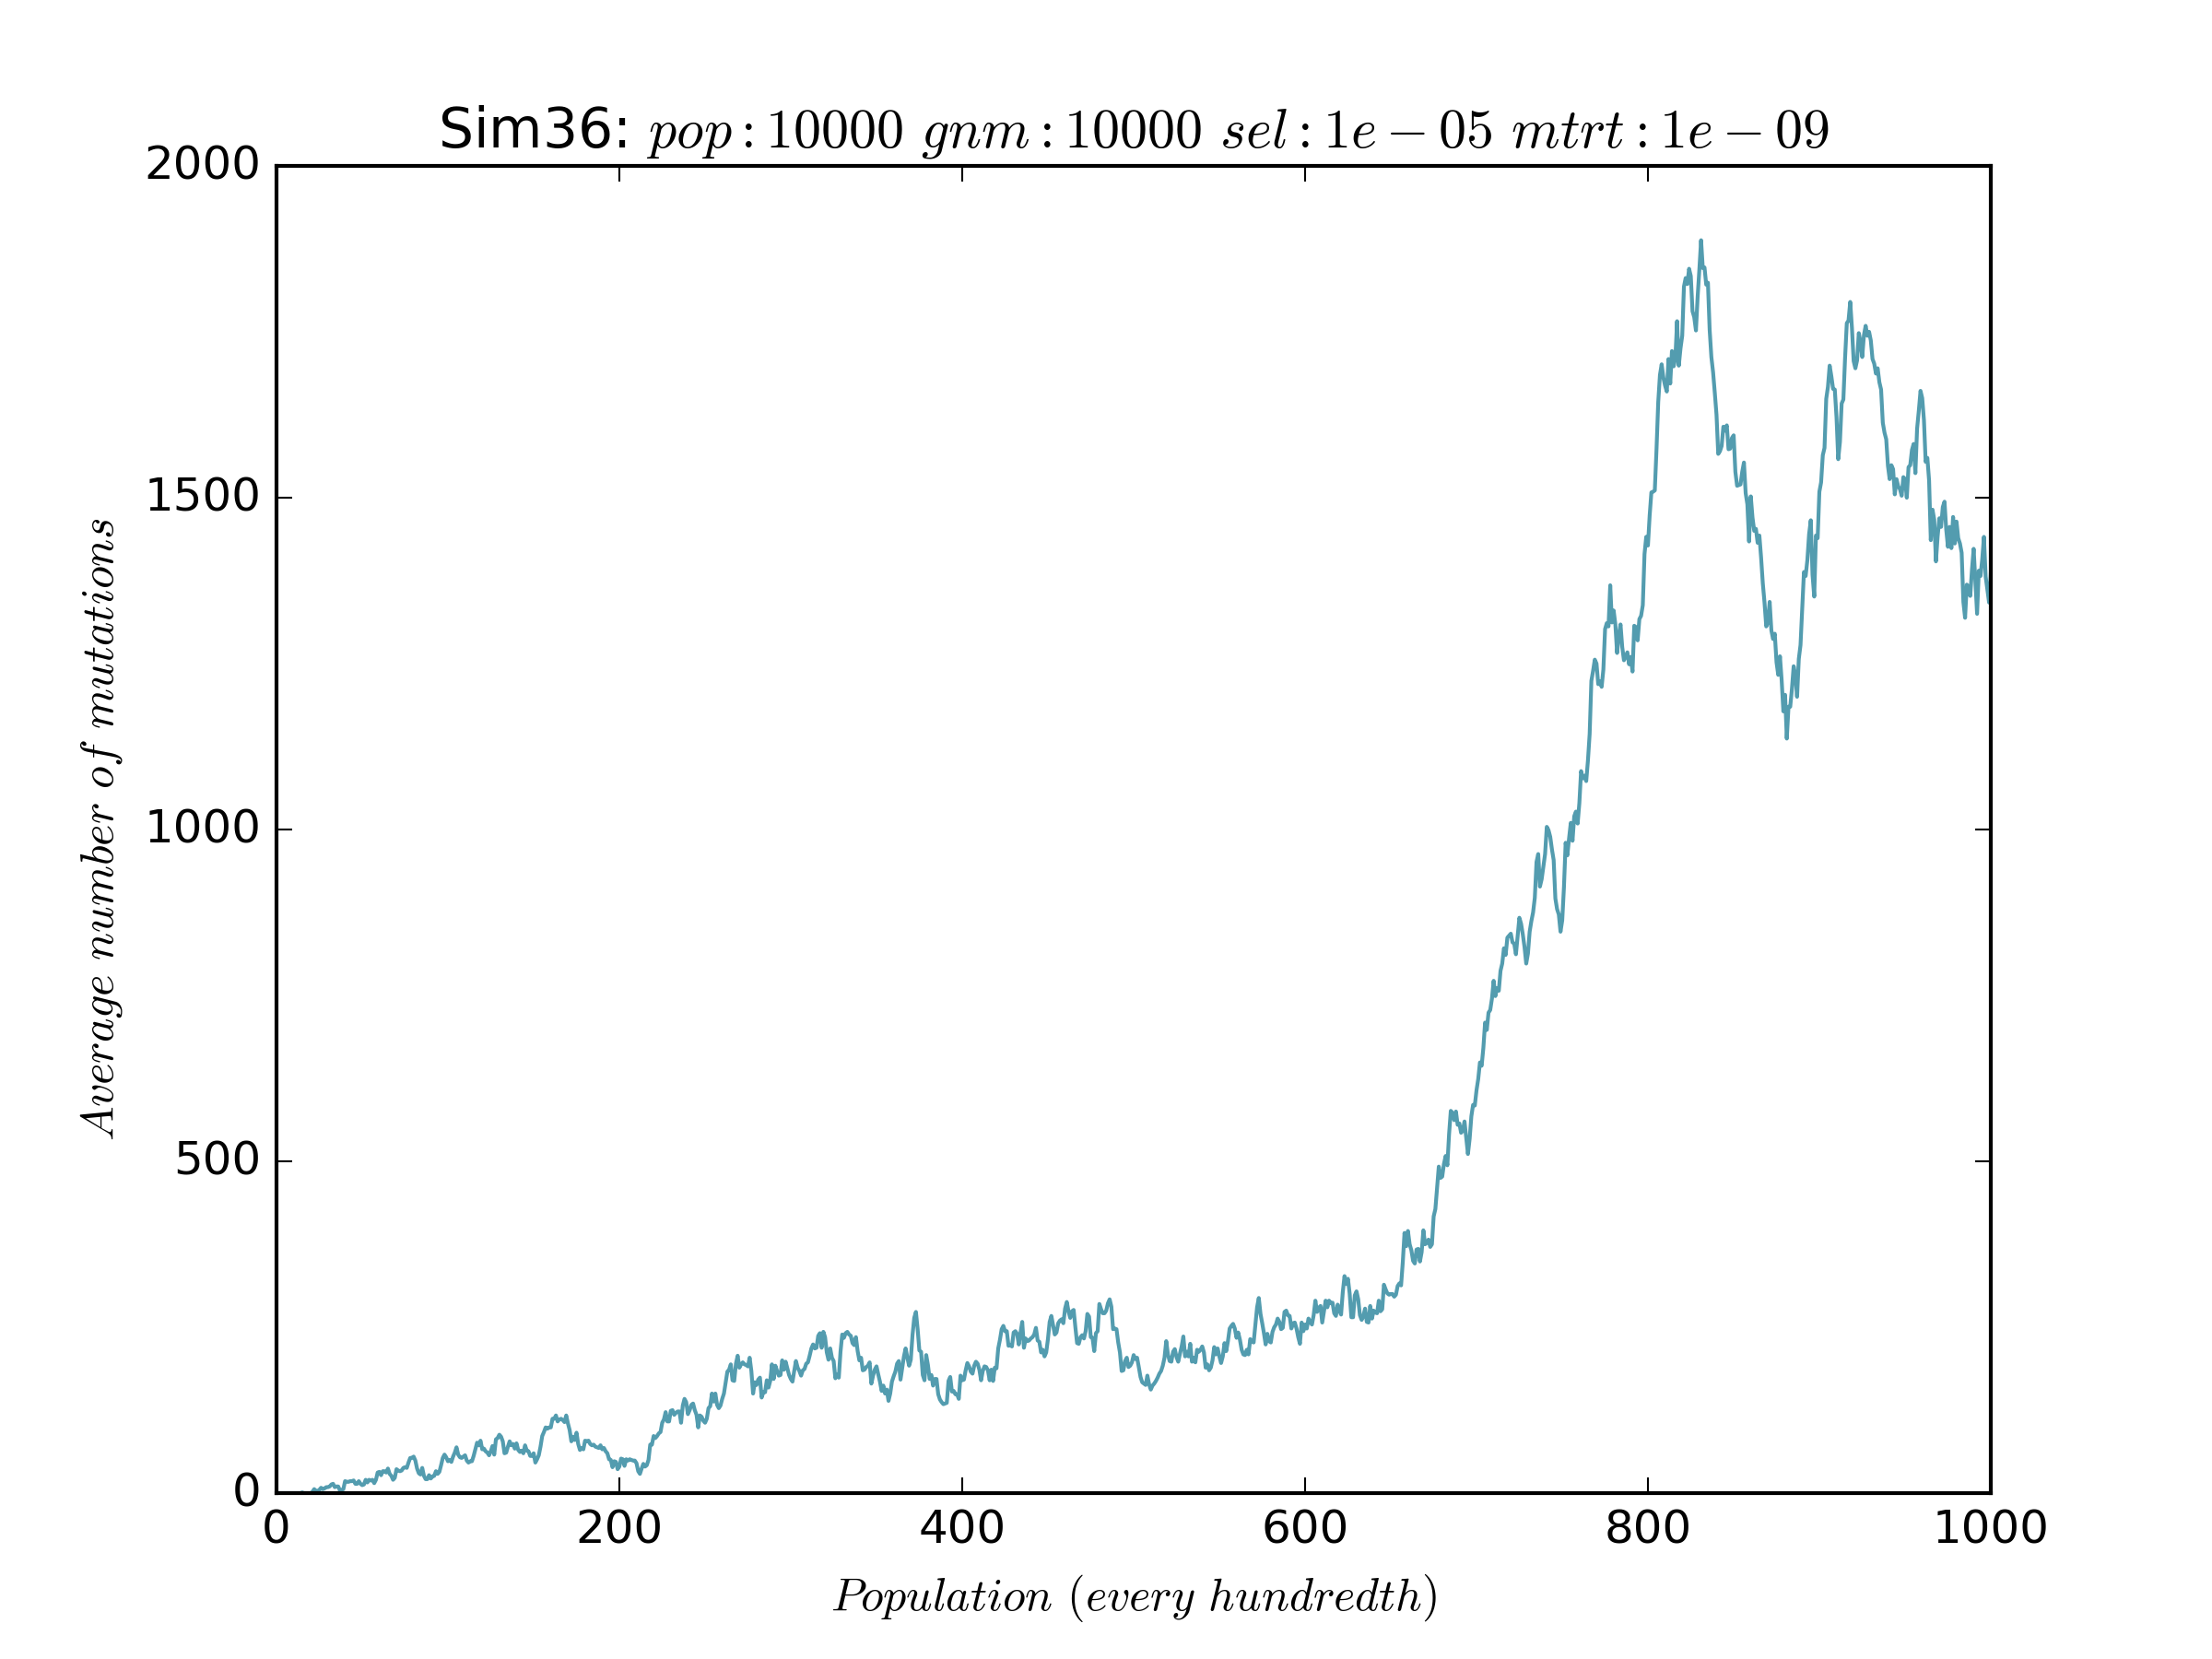 Sim36: pop : 10000 gnm : 10000 sel : 1e − 05 mtrt : 1e − 09
2000
1500
1000
500
0
Average number of mutations
0 200 400 600 800 1000
Population (every hundredth)